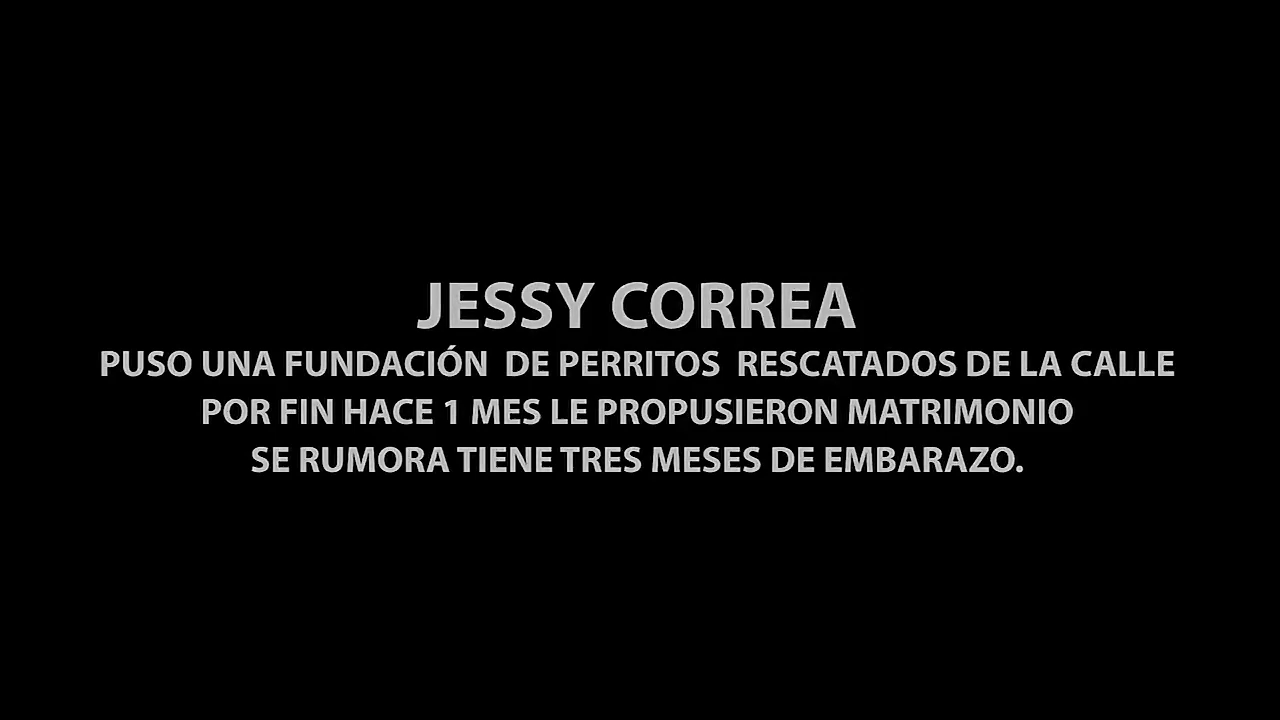 JESSY CORREA
PUSO UNA FUNDACIÓN DE PERRITOS RESCATADOS DE LA CALLE
POR FIN HACE 1 MES LE PROPUSIERON MATRIMONIO
SE RUMORA TIENE TRES MESES DE EMBARAZO.